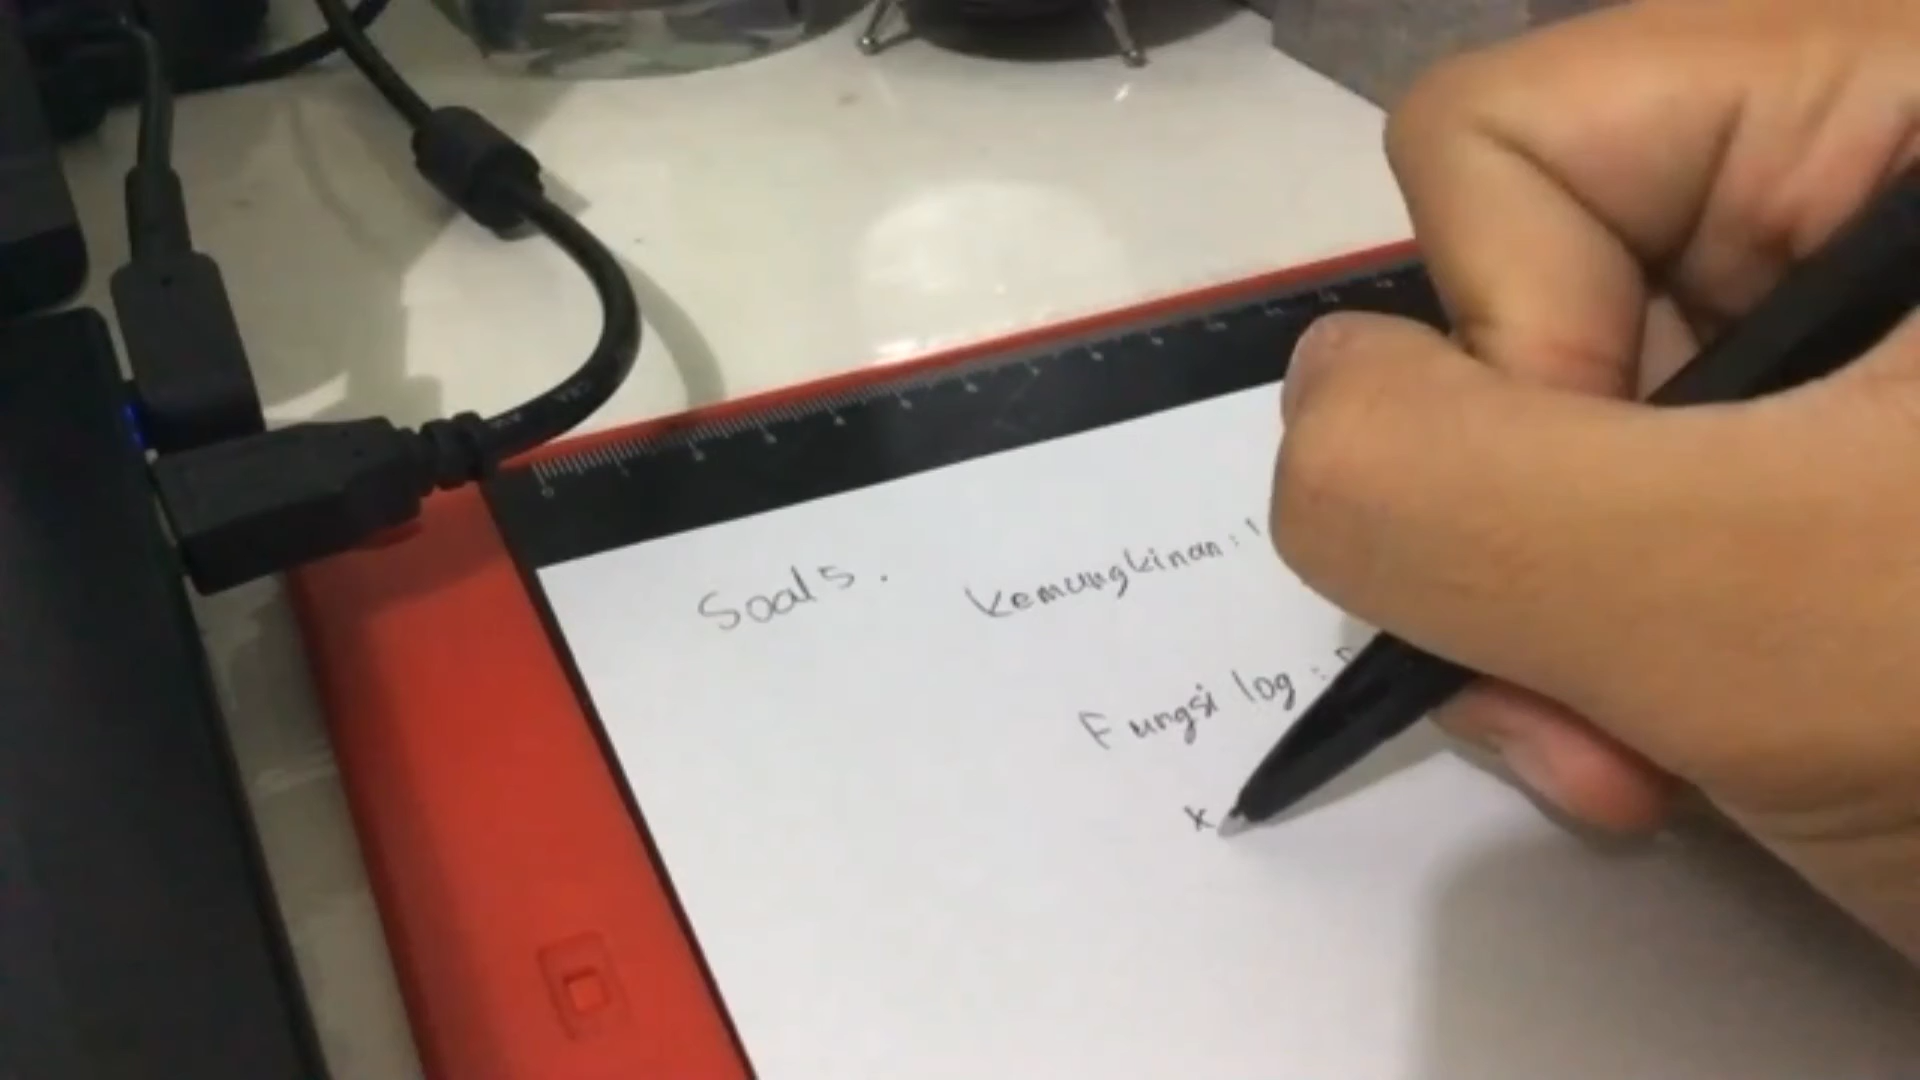 Soal 5. Kemungkinan :
Fungsi log :
x